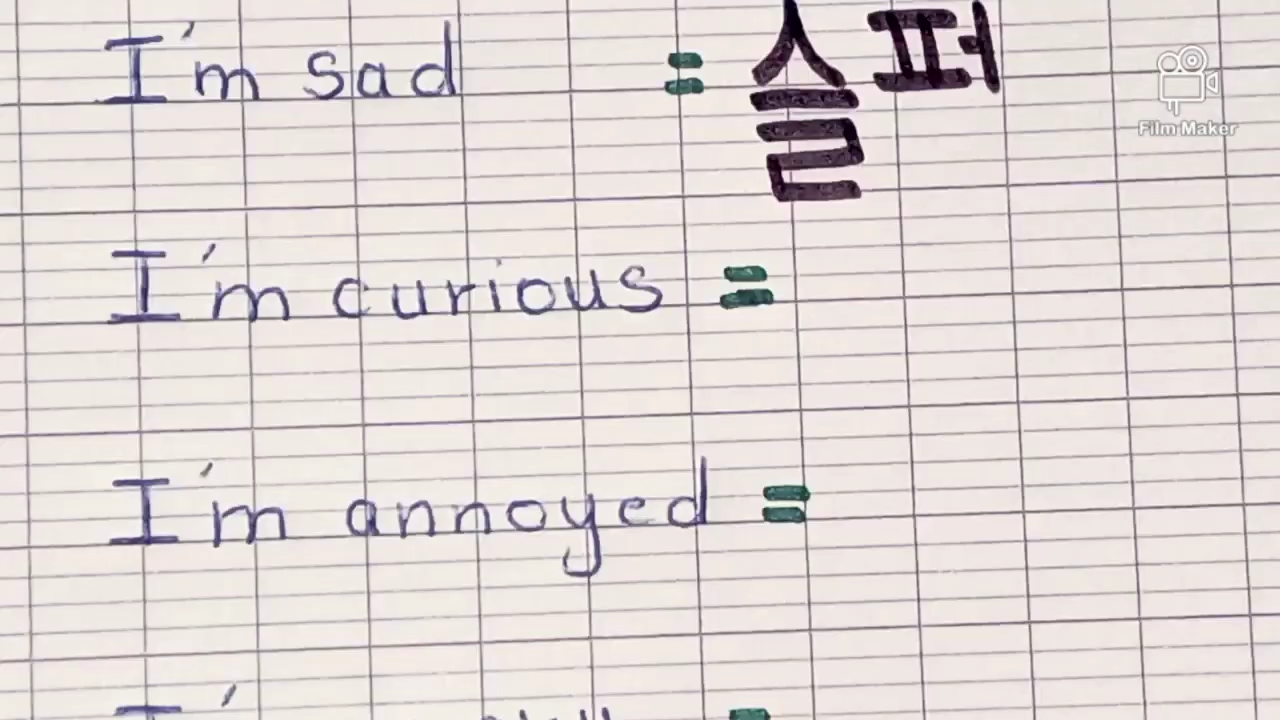 I'm sad = 슬퍼
Film Maker
I'm curious =
I'm annoyed =